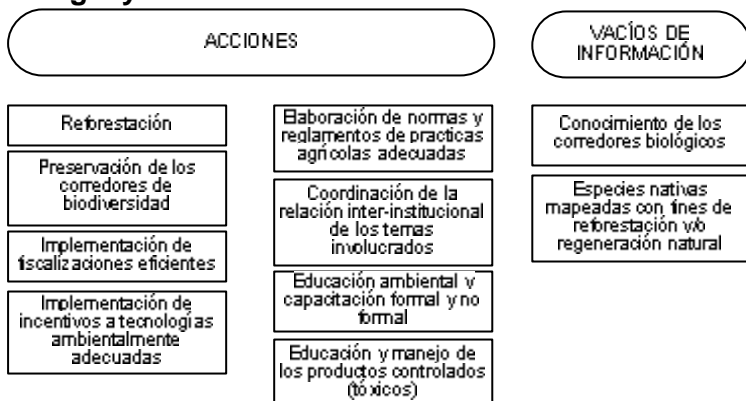 ACCIONES
VACÍOS DE
INFORMACIÓN
Reforestación
Preservación de los
corredores de
biodiversidad
Implementación de
fiscalizaciones eficientes
Implementación de
incentivos a tecnologías
ambientalmente
adecuadas
Elaboración de normas y
reglamentos de practicas
agrícolas adecuadas
Coordinación de la
relación inter-institucional
de los temas
involucrados
Educación ambiental y
capacitación formal y no
formal
Educación y manejo de
los productos controlados
(tóxicos)
Conocimiento de los
corredores biológicos
Especies nativas
mapeadas con fines de
reforestación y/o
regeneración natural